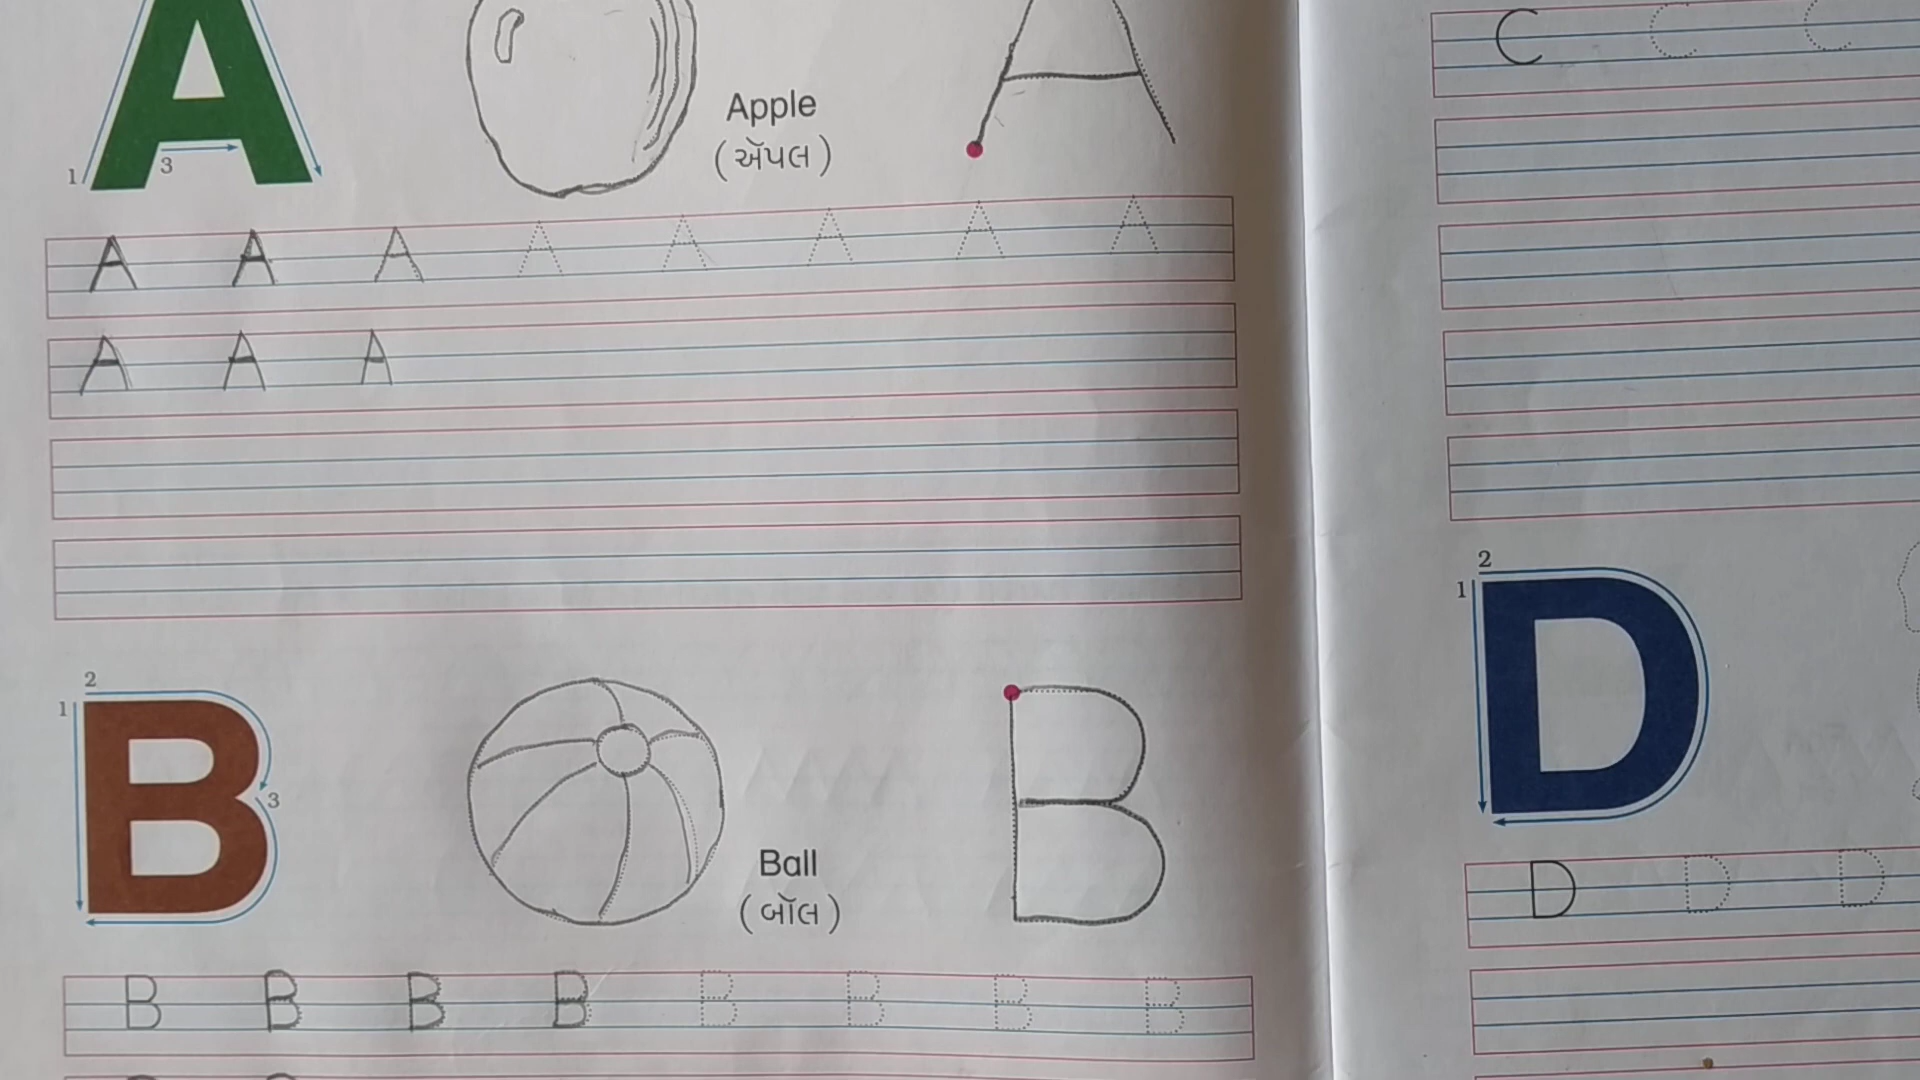 A
1
3
Apple
(ઍપલ)
A
A A A A A A A A
A A A
2
1
B
3
Ball
(બૉલ)
B
B B B B B B B B
C C C
2
1
D
D D D